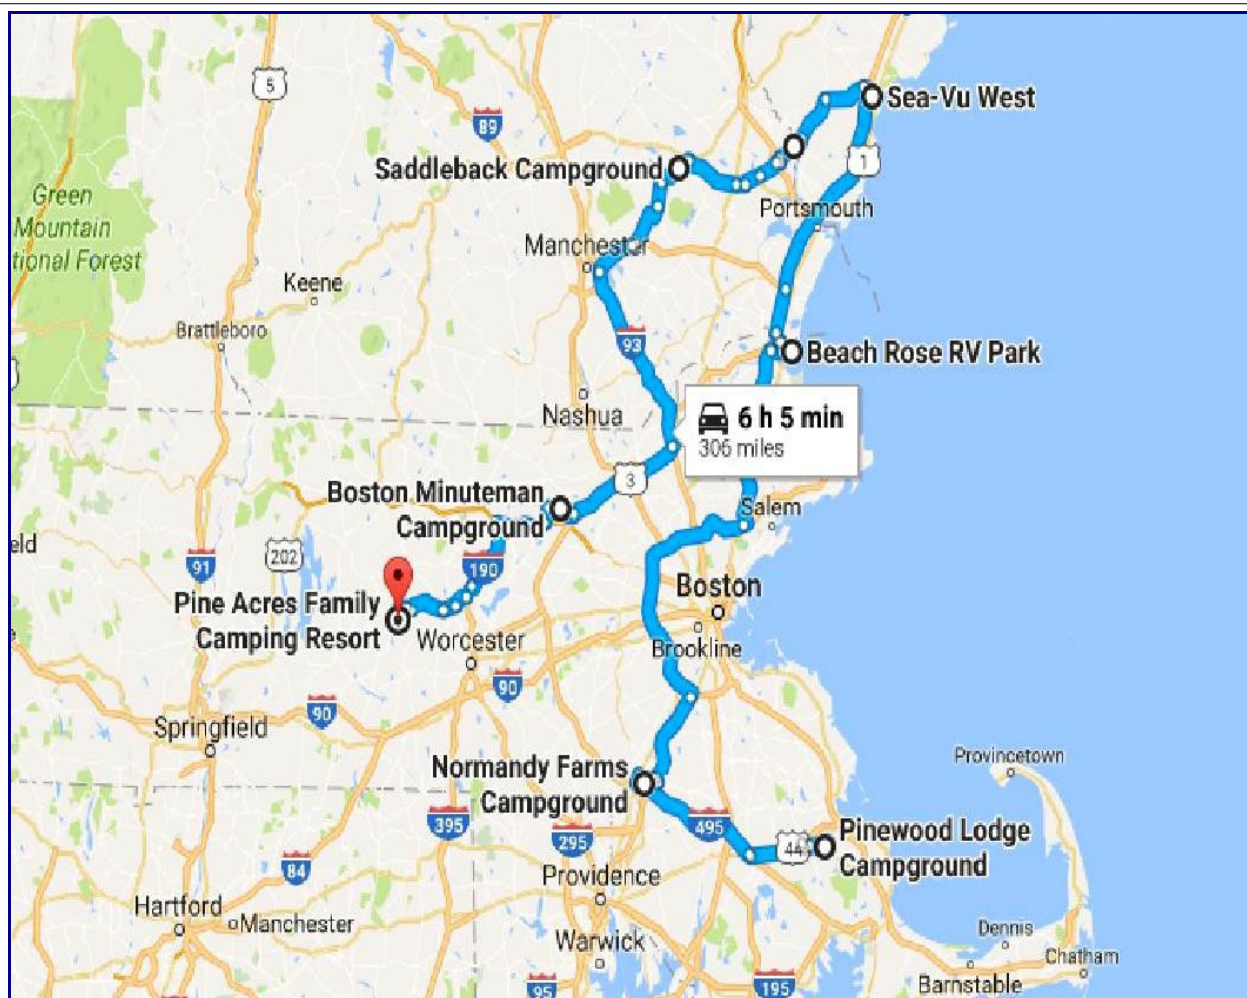 5
Sea-Vu West
89
Saddleback Campground
1
Green
Mountain
tional Forest
Portsmouth
Manchester
Keene
Brattleboro
93
Beach Rose RV Park
Nashua
6 h 5 min
306 miles
3
Boston Minuteman
Campground
Salem
eld
202
91
190
Boston
Pine Acres Family
Camping Resort
Worcester
Brookline
90
90
Springfield
Provincetown
Normandy Farms
Campground
395
295
495
44
Pinewood Lodge
Campground
84
Providence
Hartford
Manchester
Warwick
Dennis
Chatham
Barnstable
95
195